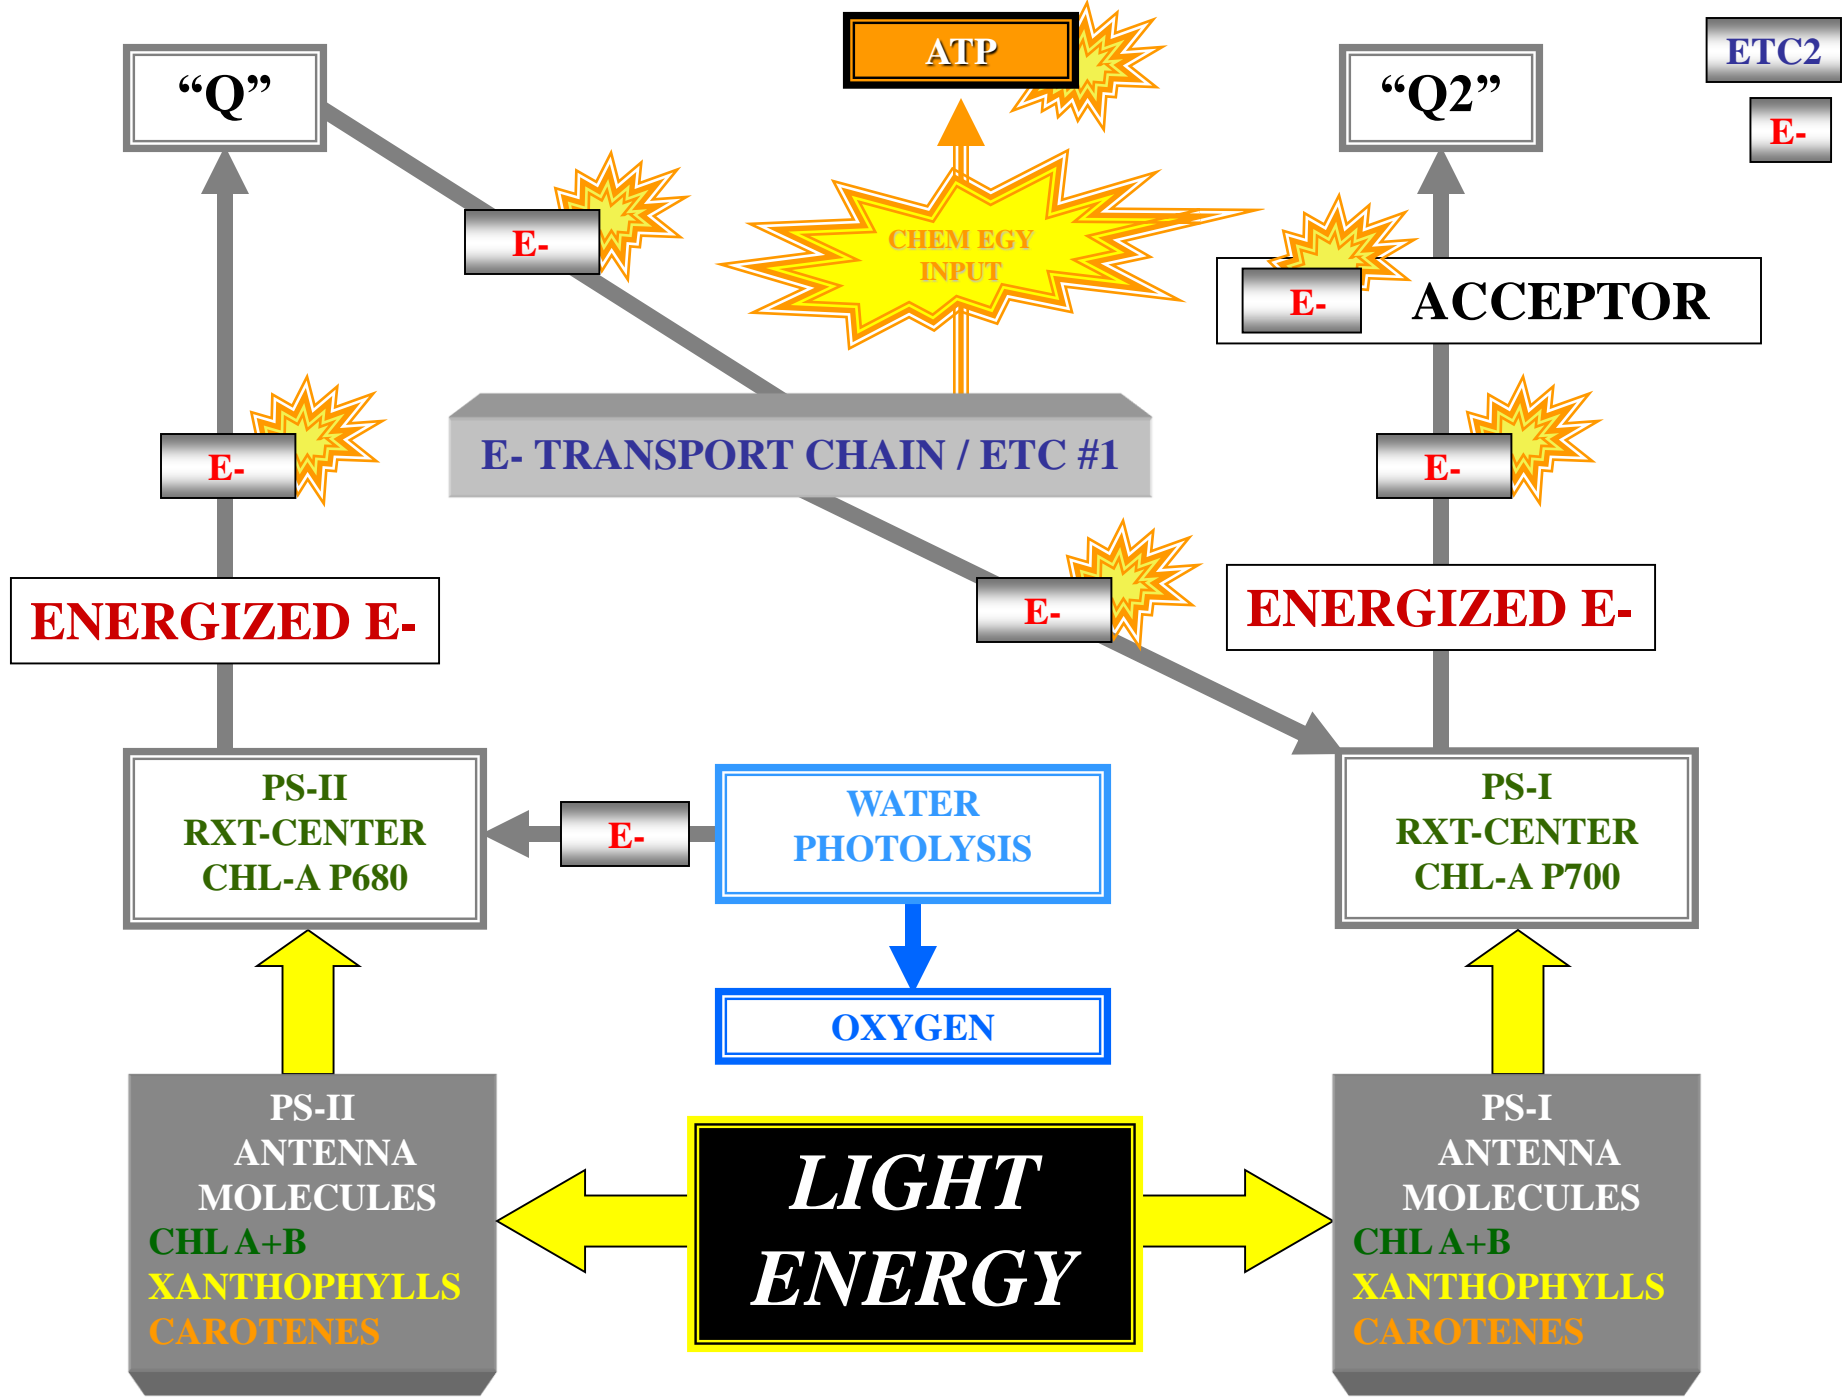 “Q”
ATP
“Q2”
ETC2
E-
E-
CHEM EGY
INPUT
E-
ACCEPTOR
E-
E- TRANSPORT CHAIN / ETC #1
E-
ENERGIZED E-
E-
ENERGIZED E-
PS-II
RXT-CENTER
CHL-A P680
E-
WATER
PHOTOLYSIS
PS-I
RXT-CENTER
CHL-A P700
OXYGEN
PS-II
ANTENNA
MOLECULES
CHL A+B
XANTHOPHYLLS
CAROTENES
LIGHT
ENERGY
PS-I
ANTENNA
MOLECULES
CHL A+B
XANTHOPHYLLS
CAROTENES